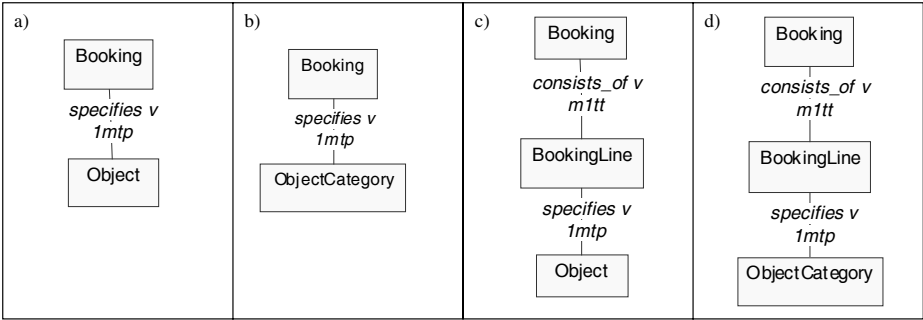 a)
Booking
specifies v
1mtp
Object
b)
Booking
specifies v
1mtp
ObjectCategory
c)
Booking
consists_of v
m1tt
BookingLine
specifies v
1mtp
Object
d)
Booking
consists_of v
m1tt
BookingLine
specifies v
1mtp
ObjectCategory